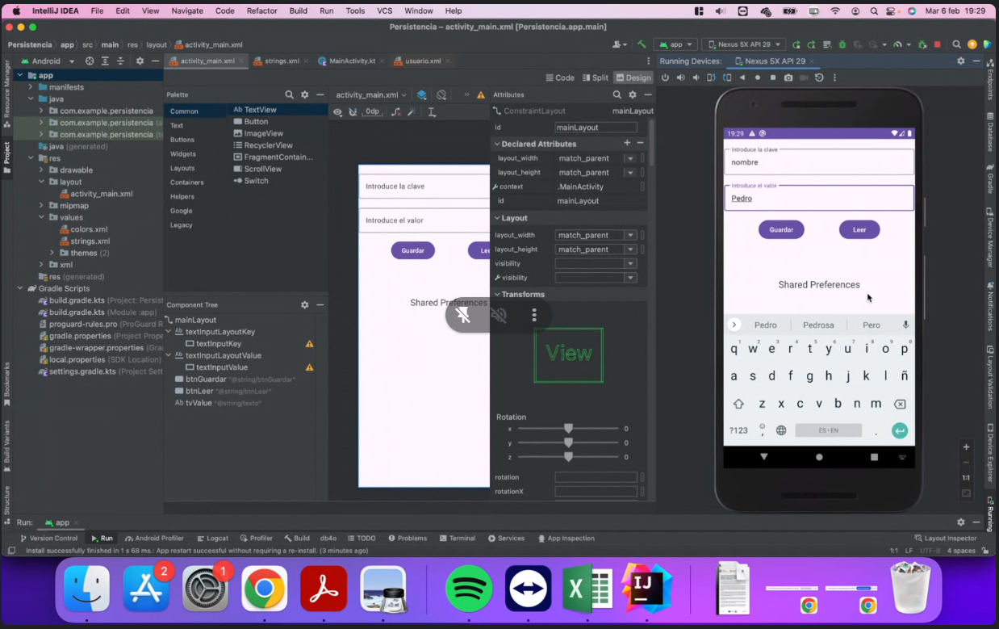 IntelliJ IDEA File Edit View Navigate Code Refactor Build Run Tools VCS Window Help Mar 6 feb 19:29
Persistencia – activity_main.xml [Persistencia.app.main]
Persistencia app src main res layout activity_main.xml app Nexus 5X API 29
Android activity_main.xml strings.xml MainActivity.kt usuario.xml Running Devices: Nexus 5X API 29
Code Split Design
Resource Manager
Project
Bookmarks
Build Variants
Structure
app
manifests
java
com.example.persistencia
com.example.persistencia
com.example.persistencia
java (generated)
res
drawable
layout
activity_main.xml
mipmap
values
colors.xml
strings.xml
themes (2)
xml
res (generated)
Gradle Scripts
build.gradle.kts (Project: Persist
build.gradle.kts (Module :app)
proguard-rules.pro (ProGuard R
gradle.properties (Project Prope
gradle-wrapper.properties (Gra
local.properties (SDK Location)
settings.gradle.kts (Project Sett
Palette
Common
Text
Buttons
Widgets
Layouts
Containers
Helpers
Google
Legacy
Ab TextView
Button
ImageView
RecyclerView
FragmentContain...
ScrollView
Switch
Component Tree
mainLayout
Ab textInputLayoutKey
textInputKey
Ab textInputLayoutValue
textInputValue
btnGuardar "@string/btnGuardar"
btnLeer "@string/btnLeer"
Ab tvValue "@string/texto"
activity_main.xml
0dp
Introduce la clave
Introduce el valor
Guardar
Lee
Shared Preferences
Attributes
ConstraintLayout mainLayout
id mainLayout
Declared Attributes
layout_width match_parent
layout_height match_parent
context .MainActivity
id mainLayout
Layout
layout_width match_parent
layout_height match_parent
visibility
visibility
Transforms
View
Rotation
x 0
y 0
z 0
rotation
rotationX
19:29
Introduce la clave
nombre
Introduce el valor
Pedro
Guardar Leer
Shared Preferences
Pedro Pedrosa Pero
q1 w2 e3 r4 t5 y6 u7 i8 o9 p0
a s d f g h j k l ñ
z x c v b n m
?123 , ES • EN .
1:1
Endpoints
Database
Gradle
Device Manager
Notifications
Layout Validation
Device Explorer
Running
Run: app
Version Control Run Android Profiler Logcat Profiler Build db4o TODO Problems Terminal Services App Inspection Layout Inspector
Install successfully finished in 1 s 68 ms.: App restart successful without requiring a re-install. (3 minutes ago) 1:1 LF UTF-8 4 spaces
2
1
X
IJ